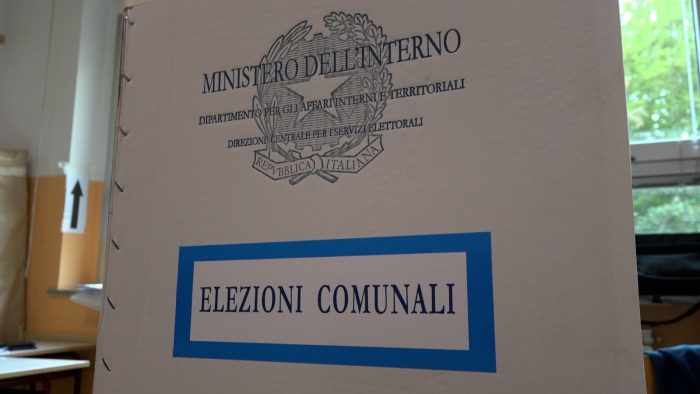 MINISTERO DELL'INTERNO
DIPARTIMENTO PER GLI AFFARI INTERNI E TERRITORIALI
DIREZIONE CENTRALE PER I SERVIZI ELETTORALI
REPVBBLICA ITALIANA
ELEZIONI COMUNALI